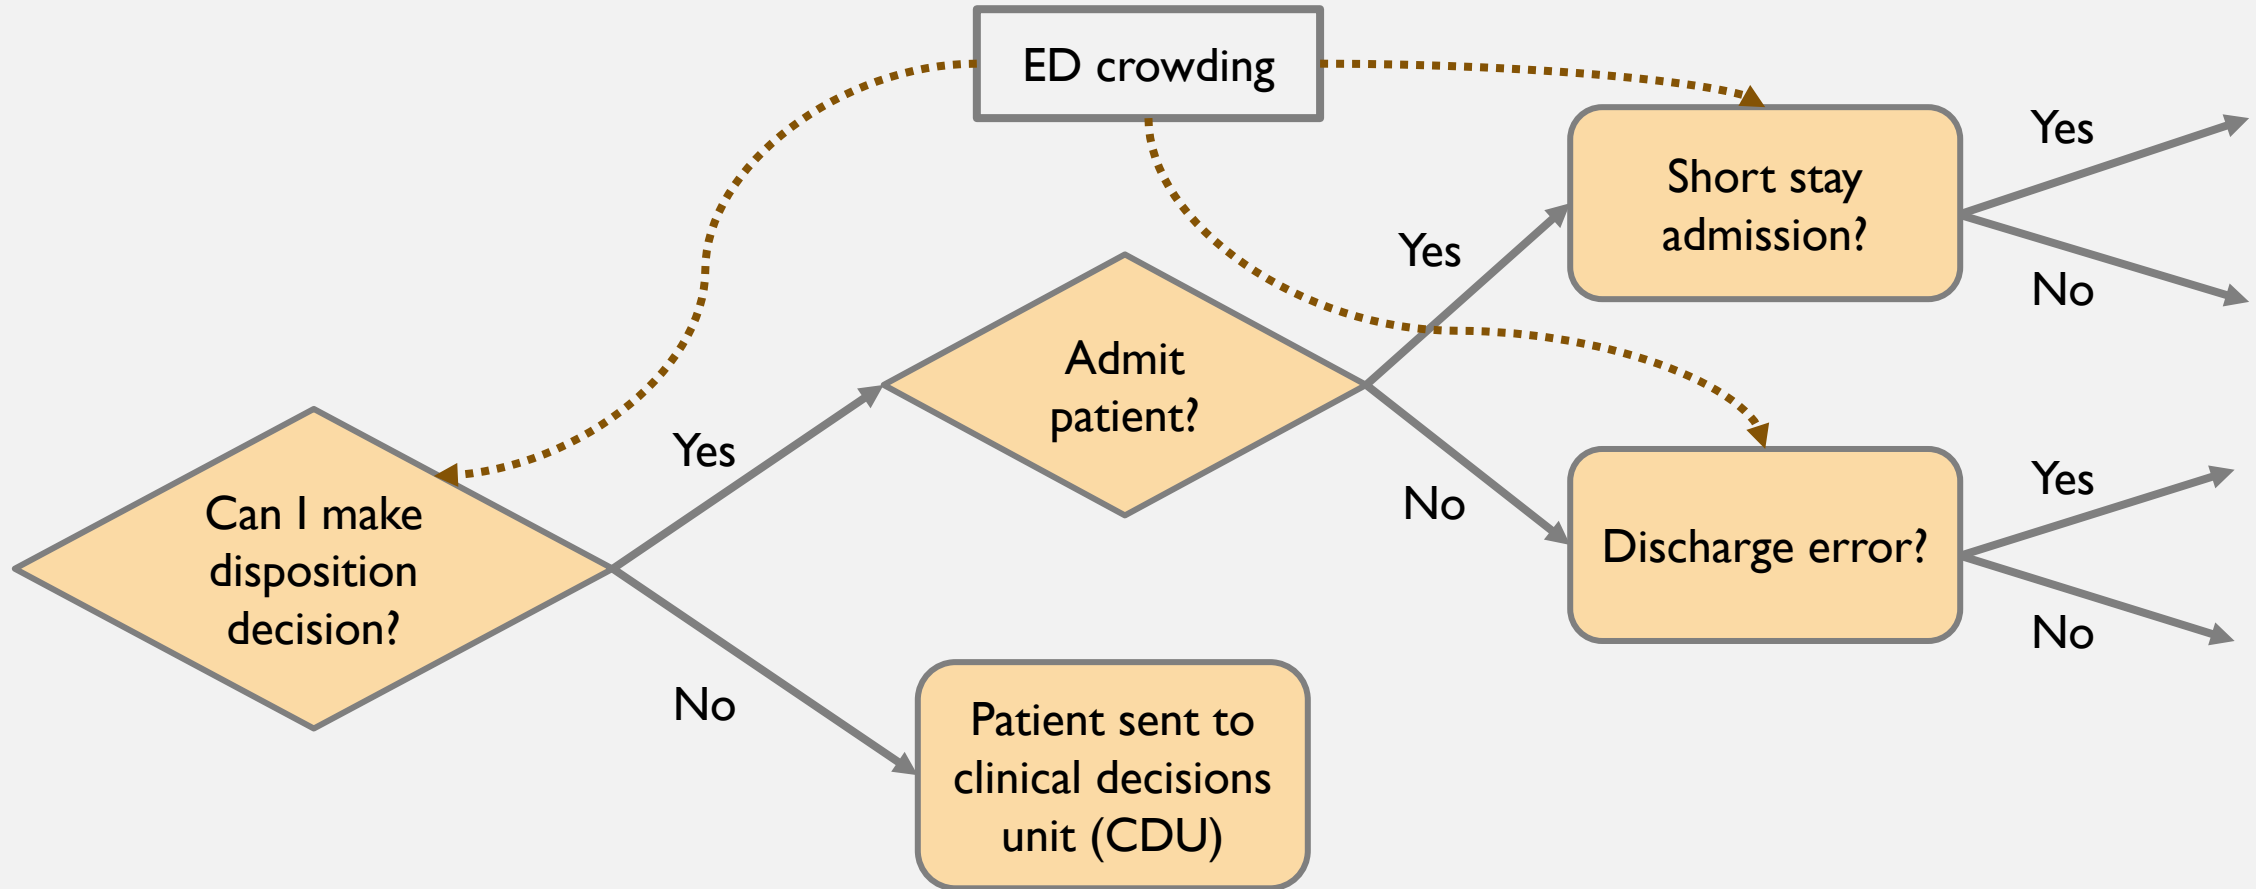 ED crowding
Short stay
admission?
Yes
No
Yes
Admit
patient?
No
Yes
Can I make
disposition
decision?
Discharge error?
Yes
No
No
Patient sent to
clinical decisions
unit (CDU)